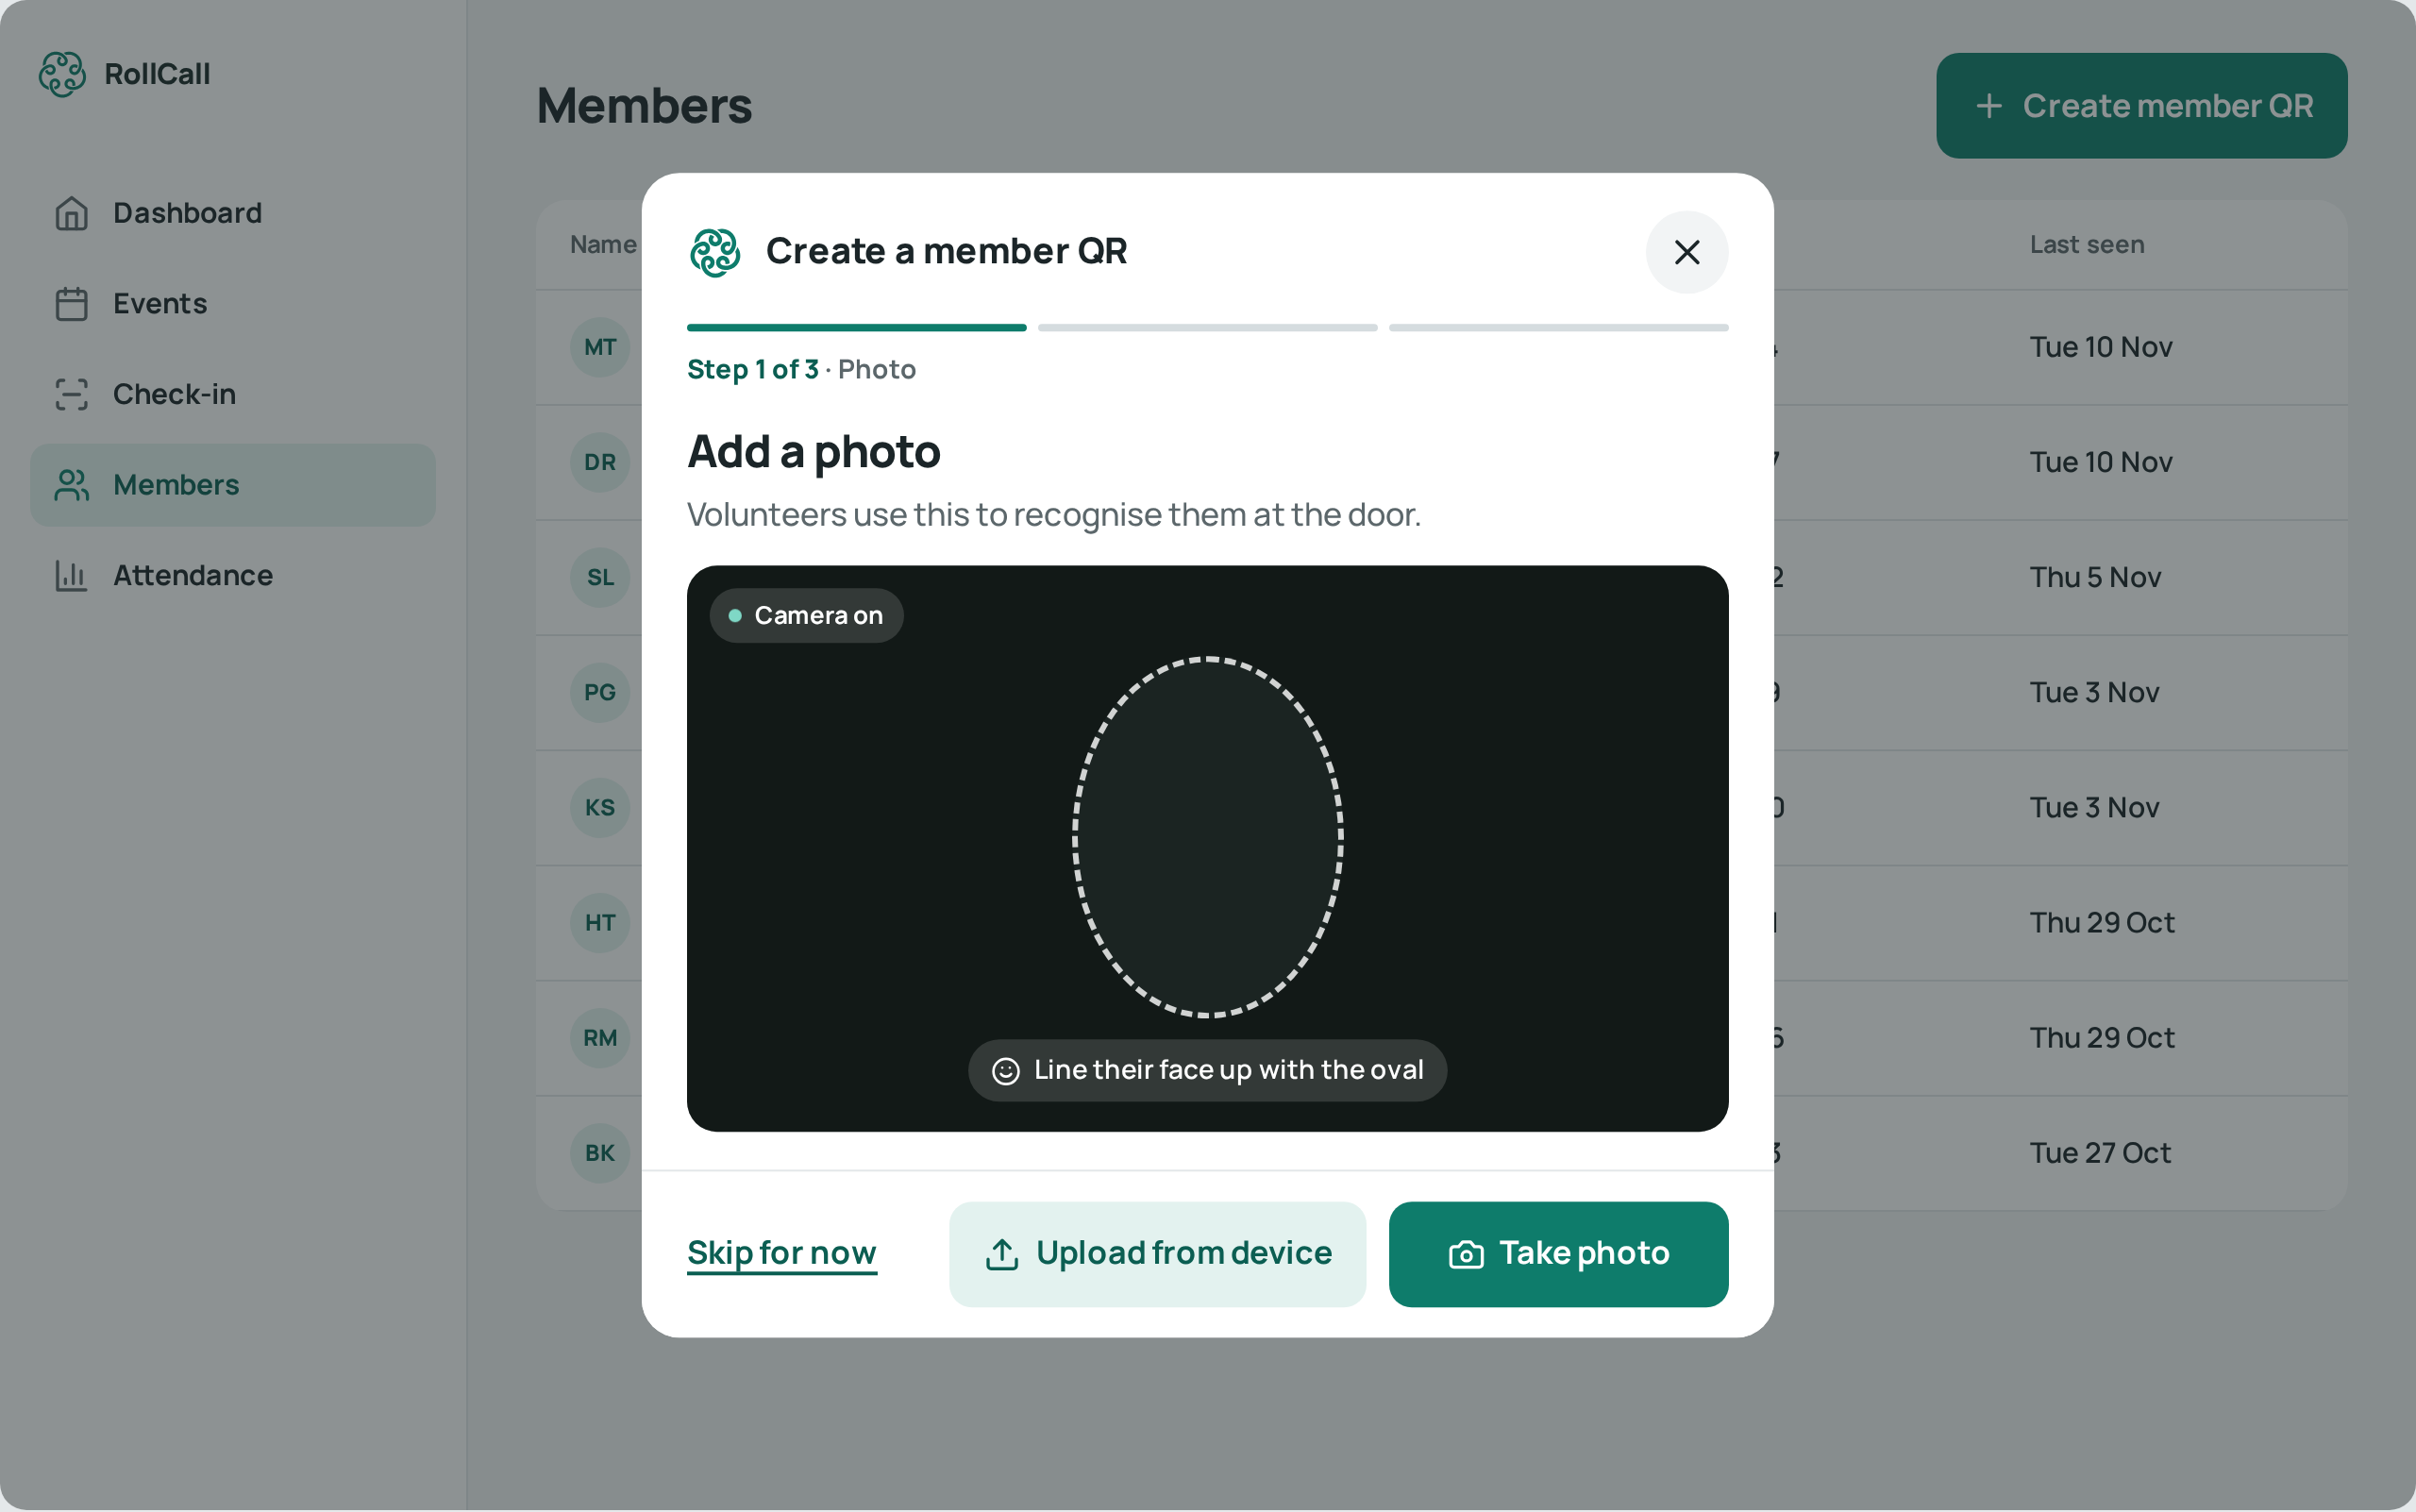 RollCall
Dashboard
Events
Check-in
Members
Attendance
Members
Create member QR
Name
Last seen
MT
Tue 10 Nov
DR
Tue 10 Nov
SL
Thu 5 Nov
PG
Tue 3 Nov
KS
Tue 3 Nov
HT
Thu 29 Oct
RM
Thu 29 Oct
BK
Tue 27 Oct
Create a member QR
Step 1 of 3 · Photo
Add a photo
Volunteers use this to recognise them at the door.
Camera on
Line their face up with the oval
Skip for now
Upload from device
Take photo